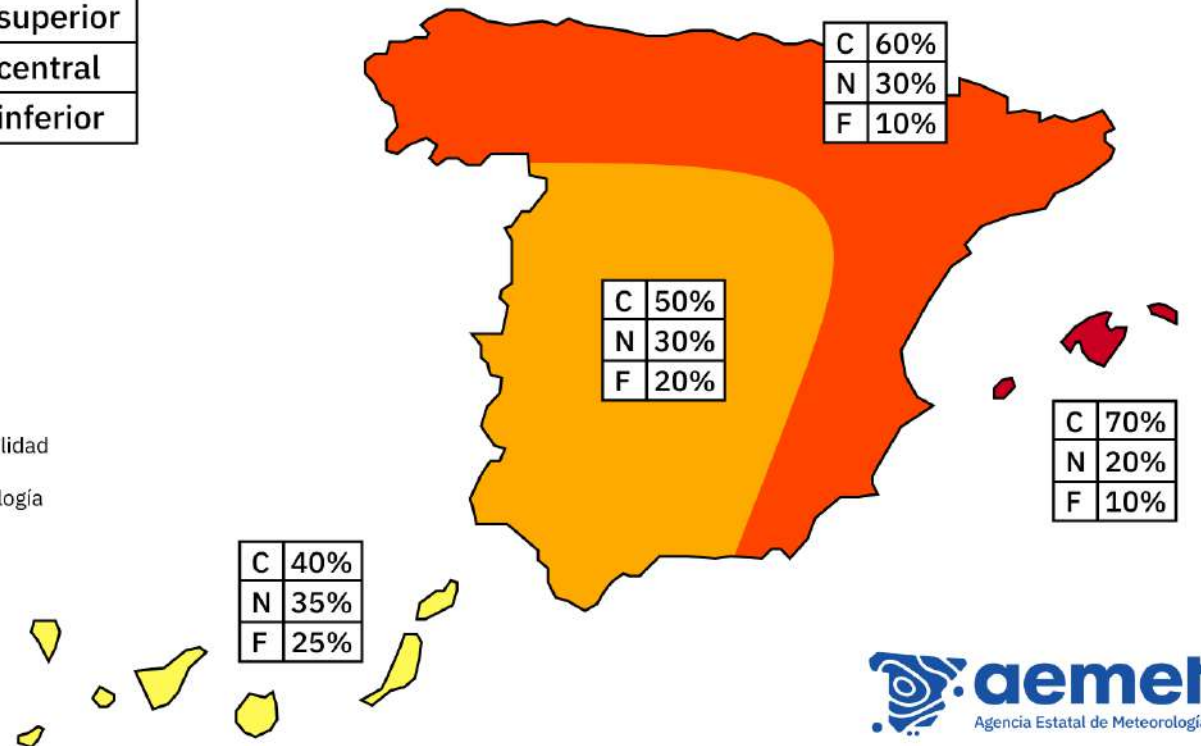 superior
central
inferior
C 60%
N 30%
F 10%
C 50%
N 30%
F 20%
C 70%
N 20%
F 10%
lidad
logía
C 40%
N 35%
F 25%
aemet
Agencia Estatal de Meteorología